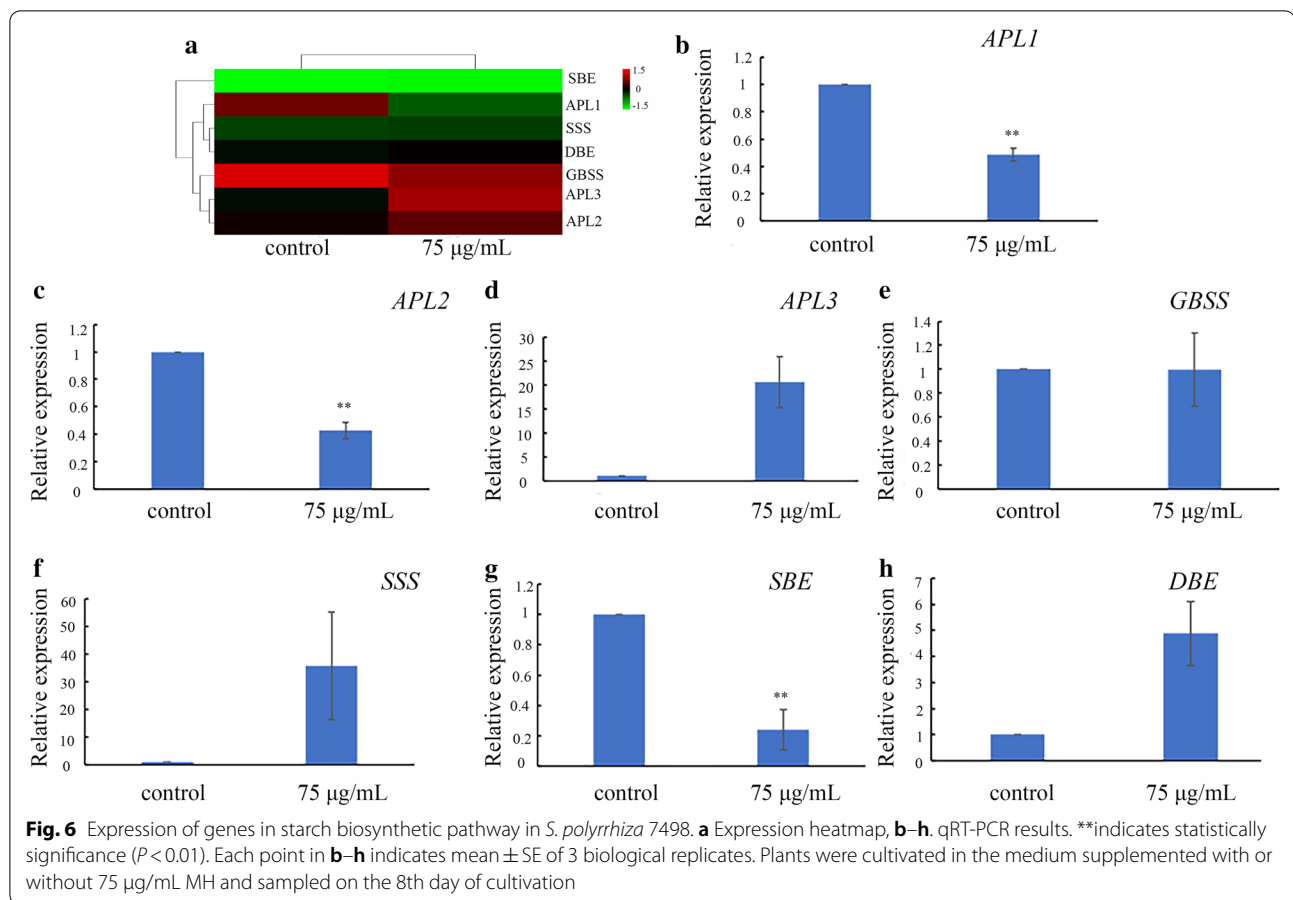 a
SBE
APL1
SSS
DBE
GBSS
APL3
APL2
1.5
-1.5
control 75 µg/mL
b
APL1
Relative expression
1.2
1
0.8
0.6
0.4
0.2
0
**
control 75 µg/mL
c
APL2
Relative expression
1.2
1
0.8
0.6
0.4
0.2
0
**
control 75 µg/mL
d
APL3
Relative expression
30
25
20
15
10
5
0
control 75 µg/mL
e
GBSS
Relative expression
1.4
1.2
1
0.8
0.6
0.4
0.2
0
control 75 µg/mL
f
SSS
Relative expression
60
50
40
30
20
10
0
control 75 µg/mL
g
SBE
Relative expression
1.2
1
0.8
0.6
0.4
0.2
0
**
control 75 µg/mL
h
DBE
Relative expression
7
6
5
4
3
2
1
0
control 75 µg/mL
Fig. 6 Expression of genes in starch biosynthetic pathway in S. polyrrhiza 7498. a Expression heatmap, b–h. qRT-PCR results. **indicates statistically
significance (P < 0.01). Each point in b–h indicates mean ± SE of 3 biological replicates. Plants were cultivated in the medium supplemented with or
without 75 µg/mL MH and sampled on the 8th day of cultivation